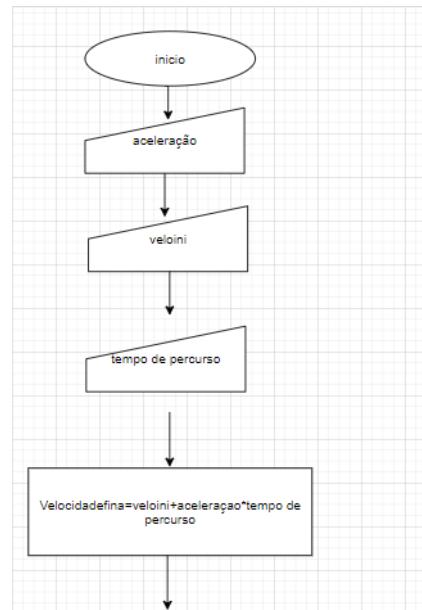 inicio
aceleração
veloini
tempo de percurso
Velocidadefina=veloini+aceleraçao*tempo de
percurso